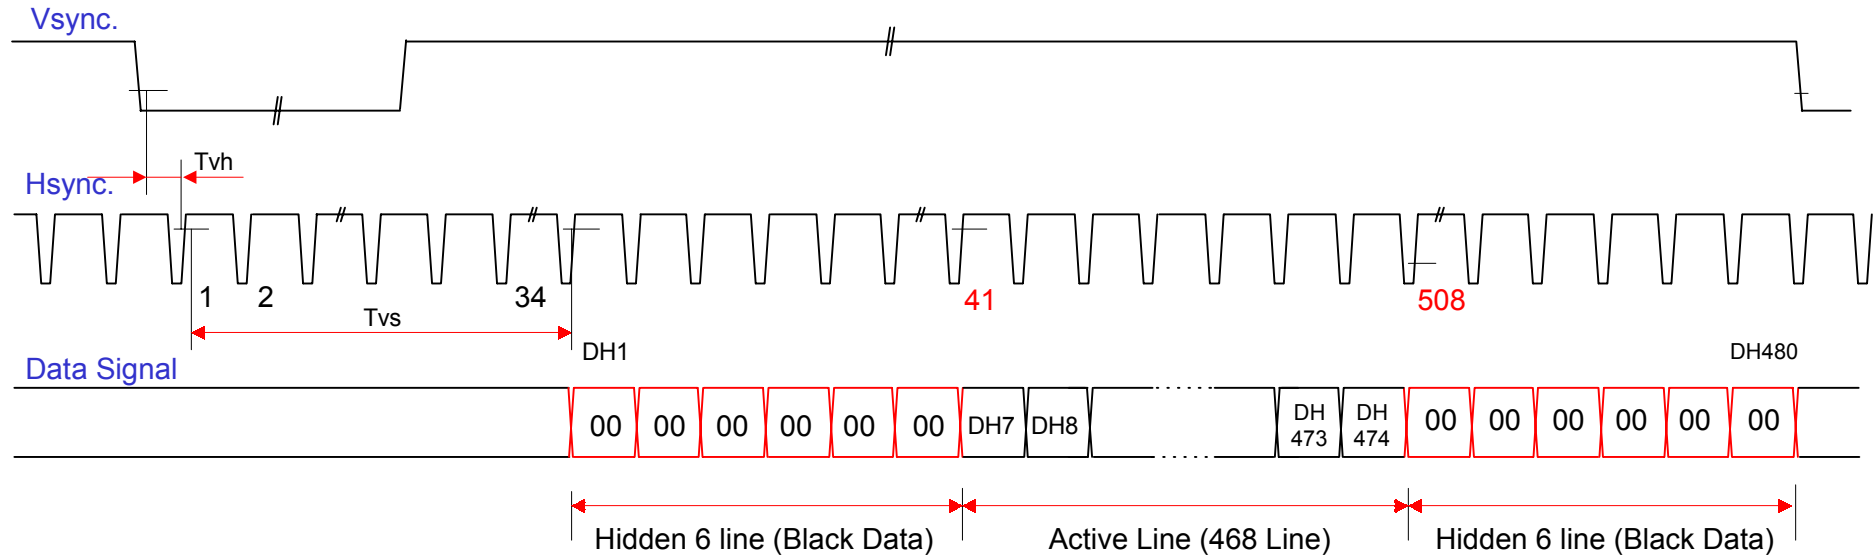 Vsync.
Tvh
Hsync.
1 2 34 41 508
Tvs
DH1 DH480
Data Signal
00 00 00 00 00 00 DH7 DH8 DH 473 DH 474 00 00 00 00 00 00
Hidden 6 line (Black Data) Active Line (468 Line) Hidden 6 line (Black Data)